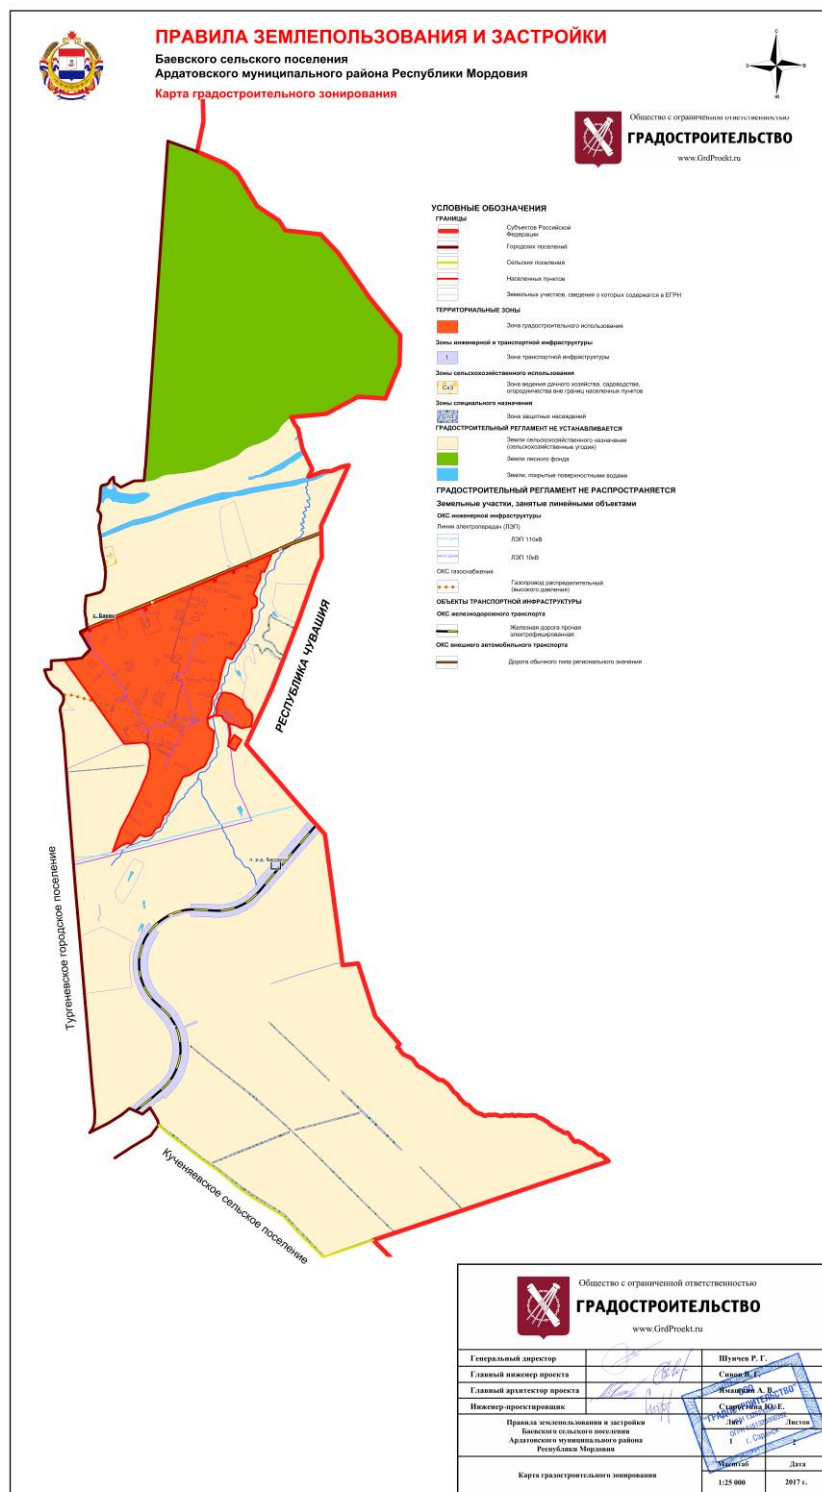 ПРАВИЛА ЗЕМЛЕПОЛЬЗОВАНИЯ И ЗАСТРОЙКИ
Баевского сельского поселения
Ардатовского муниципального района Республики Мордовия
Карта градостроительного зонирования
С
З
В
Ю
Общество с ограниченной ответственностью
ГРАДОСТРОИТЕЛЬСТВО
www.GrdProekt.ru
УСЛОВНЫЕ ОБОЗНАЧЕНИЯ
ГРАНИЦЫ
Субъектов Российской
Федерации
Городских поселений
Сельских поселений
Населенных пунктов
Земельных участков, сведения о которых содержатся в ЕГРН
ТЕРРИТОРИАЛЬНЫЕ ЗОНЫ
Зона градостроительного использования
Зоны инженерной и транспортной инфраструктуры
Зона транспортной инфраструктуры
Зоны сельскохозяйственного использования
Сх3
Зона ведения дачного хозяйства, садоводства,
огородничества вне границ населенных пунктов
Зоны специального назначения
Зона защитных насаждений
ГРАДОСТРОИТЕЛЬНЫЙ РЕГЛАМЕНТ НЕ УСТАНАВЛИВАЕТСЯ
Земли сельскохозяйственного назначения
(сельскохозяйственные угодия)
Земли лесного фонда
Земли, покрытые поверхностными водами
ГРАДОСТРОИТЕЛЬНЫЙ РЕГЛАМЕНТ НЕ РАСПРОСТРАНЯЕТСЯ
Земельные участки, занятые линейными объектами
ОКС инженерной инфраструктуры
Линии электропередач (ЛЭП)
ЛЭП 110кВ
ЛЭП 10кВ
ОКС газоснабжения
Газопровод распределительный
(высокого давления)
ОБЪЕКТЫ ТРАНСПОРТНОЙ ИНФРАСТРУКТУРЫ
ОКС железнодорожного транспорта
Железная дорога прочая
электрофицированная
ОКС внешнего автомобильного транспорта
Дорога обычного типа регионального значения
с. Баево
РЕСПУБЛИКА ЧУВАШИЯ
Тургеневское городское поселение
Кученяевское сельское поселение
Общество с ограниченной ответственностью
ГРАДОСТРОИТЕЛЬСТВО
www.GrdProekt.ru
Генеральный директор
Шунчев Р. Г.
Главный инженер проекта
Главный архитектор проекта
Инженер-проектировщик
Правила землепользования и застройки
Баевского сельского поселения
Ардатовского муниципального района
Республики Мордовия
Лист
Листов
1
2
Карта градостроительного зонирования
Масштаб
Дата
1:25 000
2017 г.
ООО
"ГРАДОСТРОИТЕЛЬСТВО"
г. Саранск